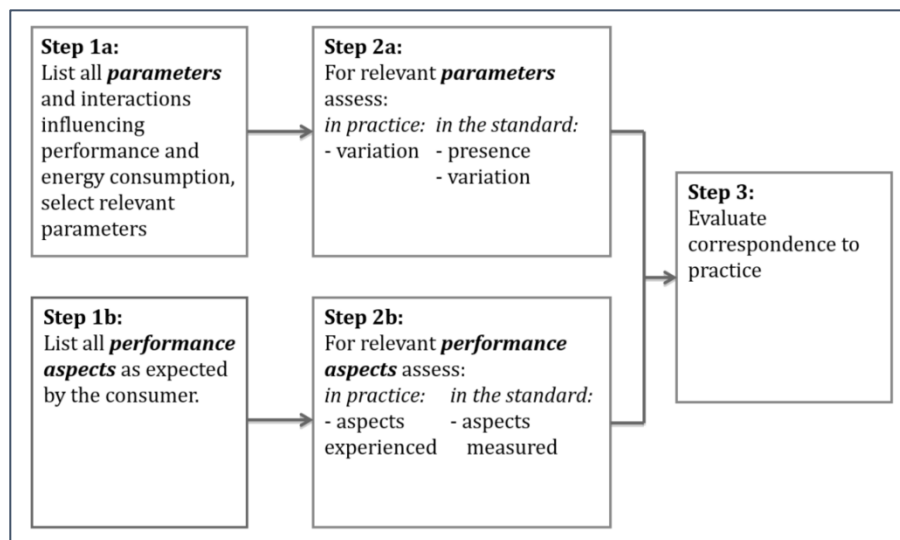 Step 1a:
List all parameters
and interactions
influencing
performance and
energy consumption,
select relevant
parameters
Step 2a:
For relevant parameters
assess:
in practice: in the standard:
- variation - presence
- variation
Step 1b:
List all performance
aspects as expected
by the consumer.
Step 2b:
For relevant performance
aspects assess:
in practice: in the standard:
- aspects - aspects
experienced measured
Step 3:
Evaluate
correspondence to
practice